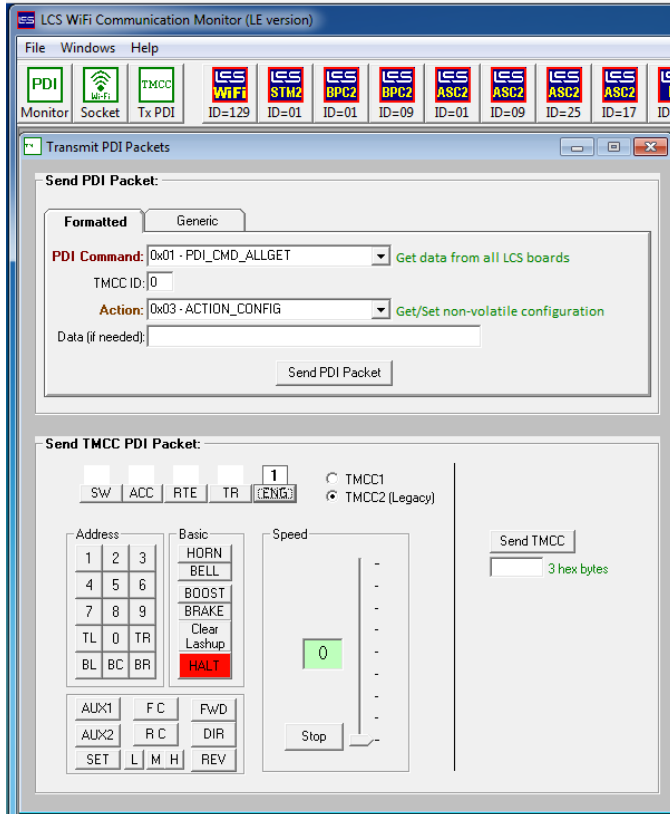 LCS WiFi Communication Monitor (LE version)
File Windows Help
PDI Wi-Fi TMCC LCS WiFi LCS STM2 LCS BPC2 LCS BPC2 LCS ASC2 LCS ASC2 LCS ASC2 LCS ASC2
Monitor Socket Tx PDI ID=129 ID=01 ID=01 ID=09 ID=01 ID=09 ID=25 ID=17 ID
Transmit PDI Packets
Send PDI Packet:
Formatted Generic
PDI Command: 0x01 - PDI_CMD_ALLGET Get data from all LCS boards
TMCC ID: 0
Action: 0x03 - ACTION_CONFIG Get/Set non-volatile configuration
Data (if needed):
Send PDI Packet
Send TMCC PDI Packet:
1
SW ACC RTE TR ENG
TMCC1
TMCC2 (Legacy)
Address
1 2 3
4 5 6
7 8 9
TL 0 TR
BL BC BR
Basic
HORN
BELL
BOOST
BRAKE
Clear
Lashup
HALT
Speed
0
Stop
Send TMCC
3 hex bytes
AUX1 F C FWD
AUX2 R C DIR
SET L M H REV